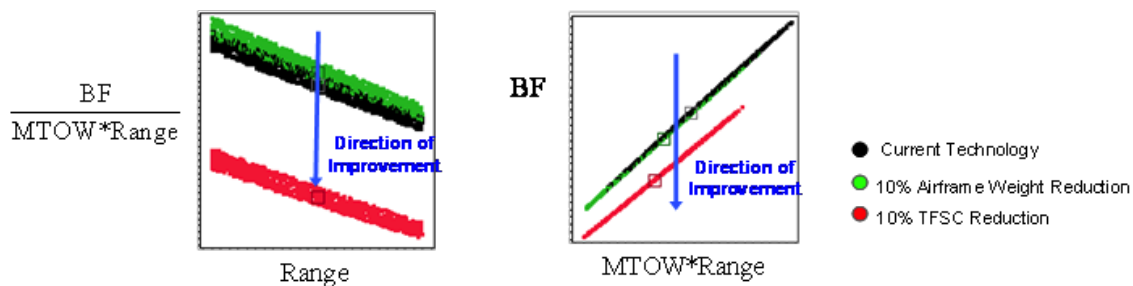 BF
MTOW*Range
Direction of
Improvement
Range
BF
Direction of
Improvement
MTOW*Range
Current Technology
10% Airframe Weight Reduction
10% TFSC Reduction